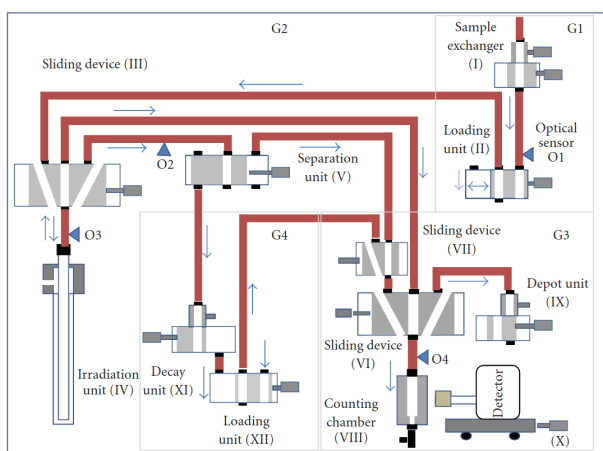 G2
G1
Sample
exchanger
(I)
Sliding device (III)
Loading
unit (II)
Optical
sensor
O1
O2
Separation
unit (V)
O3
G4
Sliding device
(VII)
G3
Depot unit
(IX)
Sliding device
(VI)
O4
Irradiation
unit (IV)
Decay
unit (XI)
Loading
unit (XII)
Counting
chamber
(VIII)
Detector
(X)